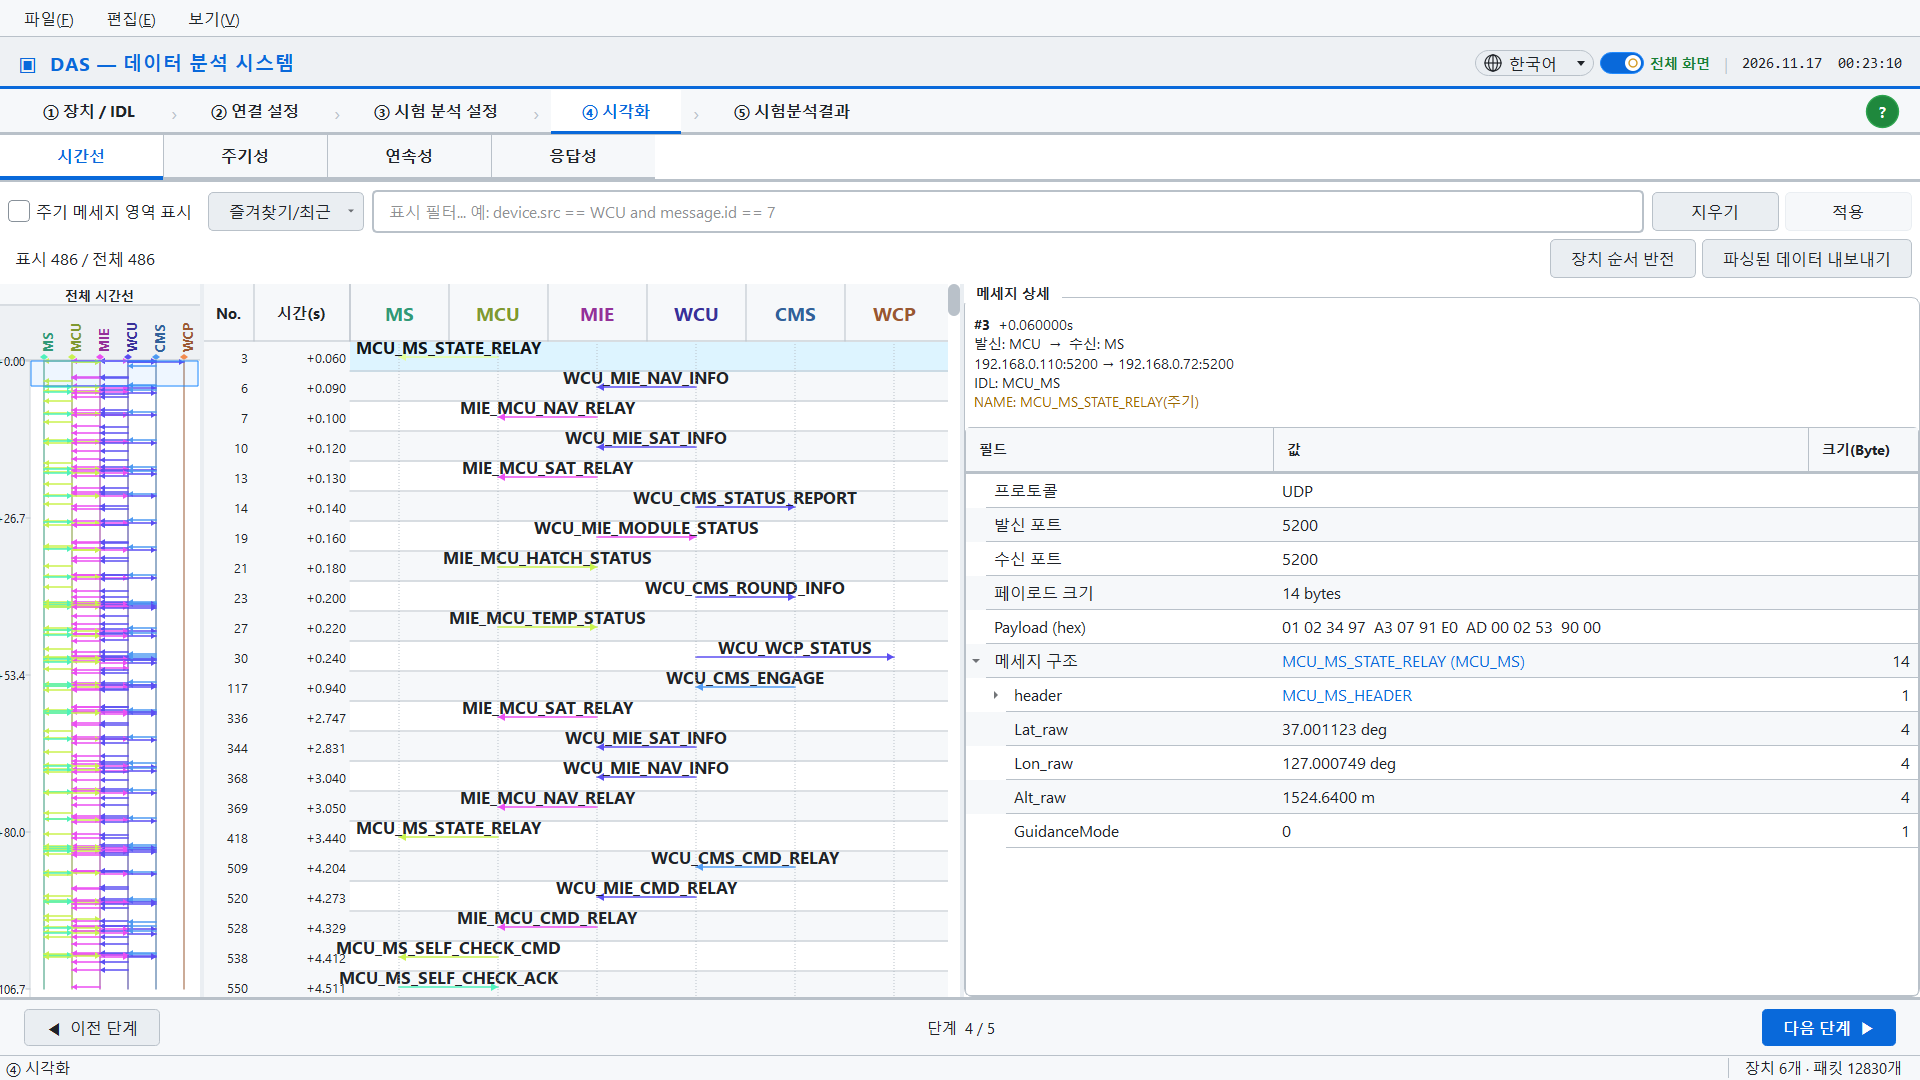 파일(F) 편집(E) 보기(V)
DAS — 데이터 분석 시스템
한국어 전체 화면 2026.11.17 00:23:10
① 장치 / IDL › ② 연결 설정 › ③ 시험 분석 설정 › ④ 시각화 › ⑤ 시험분석결과 ?
시간선 주기성 연속성 응답성
주기 메세지 영역 표시 즐겨찾기/최근 표시 필터... 예: device.src == WCU and message.id == 7 지우기 적용
표시 486 / 전체 486 장치 순서 반전 파싱된 데이터 내보내기
전체 시간선
MS MCU MIE WCU CMS WCP
+0.00
-26.7
-53.4
-80.0
106.7
No. 시간(s) MS MCU MIE WCU CMS WCP
3 +0.060 MCU_MS_STATE_RELAY
6 +0.090 WCU_MIE_NAV_INFO
7 +0.100 MIE_MCU_NAV_RELAY
10 +0.120 WCU_MIE_SAT_INFO
13 +0.130 MIE_MCU_SAT_RELAY
14 +0.140 WCU_CMS_STATUS_REPORT
19 +0.160 WCU_MIE_MODULE_STATUS
21 +0.180 MIE_MCU_HATCH_STATUS
23 +0.200 WCU_CMS_ROUND_INFO
27 +0.220 MIE_MCU_TEMP_STATUS
30 +0.240 WCU_WCP_STATUS
117 +0.940 WCU_CMS_ENGAGE
336 +2.747 MIE_MCU_SAT_RELAY
344 +2.831 WCU_MIE_SAT_INFO
368 +3.040 WCU_MIE_NAV_INFO
369 +3.050 MIE_MCU_NAV_RELAY
418 +3.440 MCU_MS_STATE_RELAY
509 +4.204 WCU_CMS_CMD_RELAY
520 +4.273 WCU_MIE_CMD_RELAY
528 +4.329 MIE_MCU_CMD_RELAY
538 +4.412 MCU_MS_SELF_CHECK_CMD
550 +4.511 MCU_MS_SELF_CHECK_ACK
메세지 상세
#3 +0.060000s
발신: MCU → 수신: MS
192.168.0.110:5200 → 192.168.0.72:5200
IDL: MCU_MS
NAME: MCU_MS_STATE_RELAY(주기)
필드 값 크기(Byte)
프로토콜 UDP
발신 포트 5200
수신 포트 5200
페이로드 크기 14 bytes
Payload (hex) 01 02 34 97 A3 07 91 E0 AD 00 02 53 90 00
메세지 구조 MCU_MS_STATE_RELAY (MCU_MS) 14
header MCU_MS_HEADER 1
Lat_raw 37.001123 deg 4
Lon_raw 127.000749 deg 4
Alt_raw 1524.6400 m 4
GuidanceMode 0 1
◀ 이전 단계 단계 4 / 5 다음 단계 ▶
④ 시각화 장치 6개 · 패킷 12830개